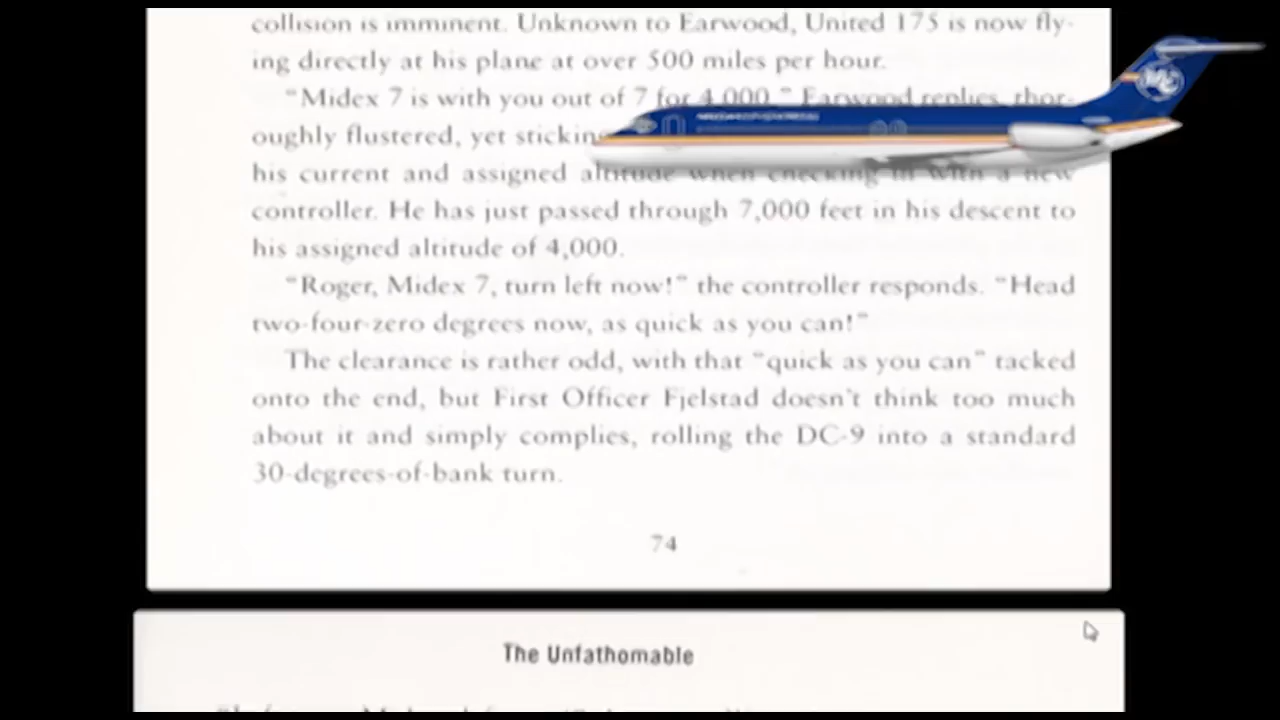 collision is imminent. Unknown to Earwood, United 175 is now fly-
ing directly at his plane at over 500 miles per hour.
“Midex 7 is with you out of 7 for 4,000,” Earwood replies, thor-
oughly flustered, yet sticking
his current and assigned altitude when checking in with a new
controller. He has just passed through 7,000 feet in his descent to
his assigned altitude of 4,000.
“Roger, Midex 7, turn left now!” the controller responds. “Head
two-four-zero degrees now, as quick as you can!”
The clearance is rather odd, with that “quick as you can” tacked
onto the end, but First Officer Fjelstad doesn’t think too much
about it and simply complies, rolling the DC-9 into a standard
30-degrees-of-bank turn.
74
The Unfathomable